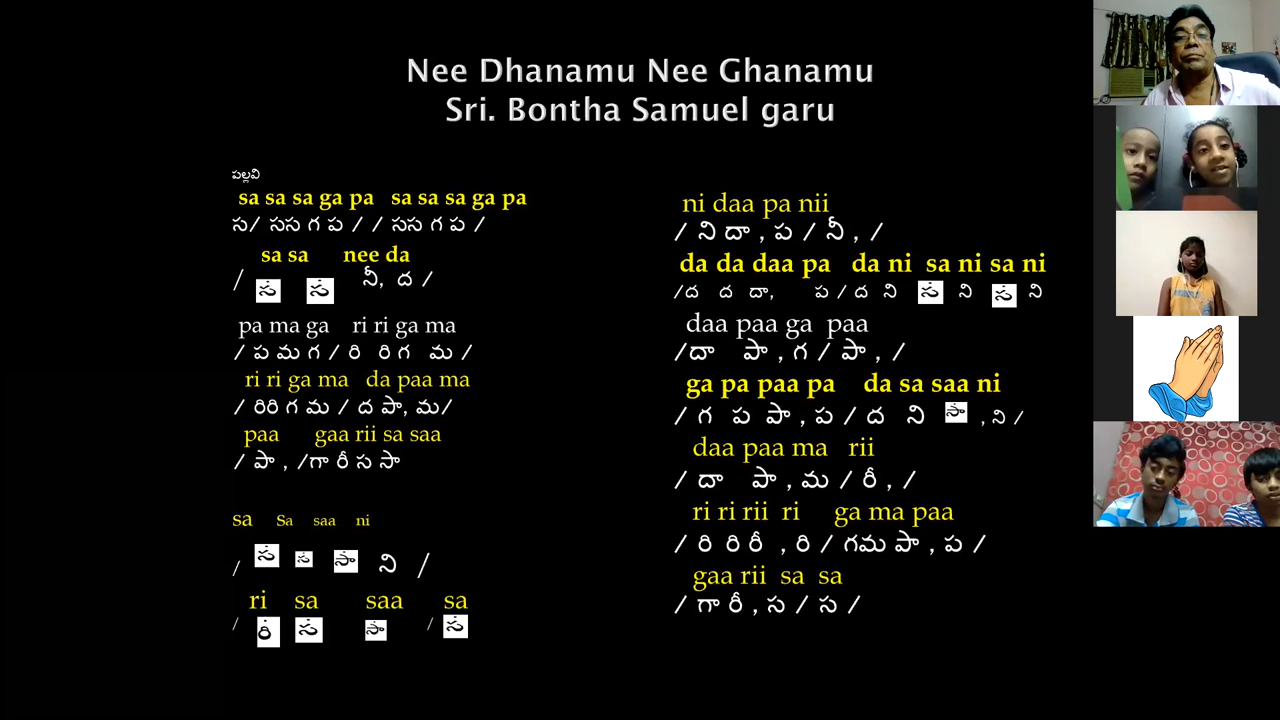 Nee Dhanamu Nee Ghanamu
Sri. Bontha Samuel garu
పల్లవి
sa sa sa ga pa sa sa sa ga pa
స/ సస గ ప / / సస గ ప /
sa sa nee da
/ స స నీ, ద /
pa ma ga ri ri ga ma
/ ప మ గ / రి రి గ మ /
ri ri ga ma da paa ma
/ రిరి గ మ / ద పా, మ/
paa gaa rii sa saa
/ పా , /గా రీ స సా
sa sa saa ni
/ స స సా ని /
ri sa saa sa
/ రి స సా / స
ni daa pa nii
/ ని దా , ప / నీ , /
da da daa pa da ni sa ni sa ni
/ద ద దా, ప / ద ని స ని స ని
daa paa ga paa
/దా పా , గ / పా , /
ga pa paa pa da sa saa ni
/ గ ప పా , ప / ద ని సా , ని /
daa paa ma rii
/ దా పా , మ / రీ , /
ri ri rii ri ga ma paa
/ రి రి రీ , రి / గమ పా , ప /
gaa rii sa sa
/ గా రీ , స / స /